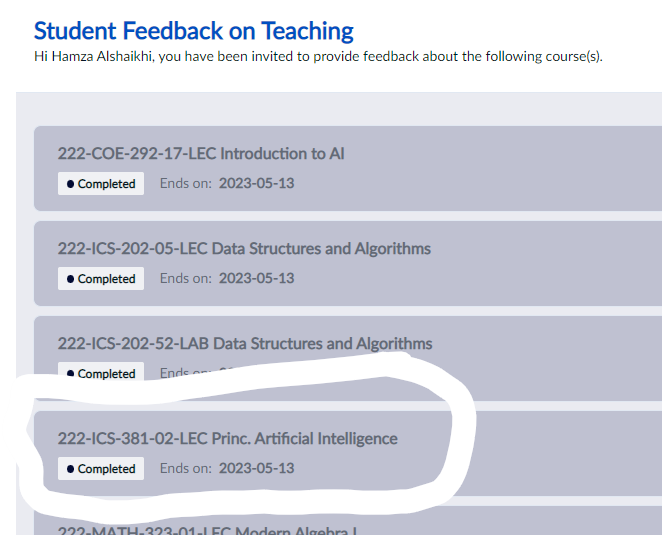 Student Feedback on Teaching
Hi Hamza Alshaikhi, you have been invited to provide feedback about the following course(s).
222-COE-292-17-LEC Introduction to AI
Completed Ends on: 2023-05-13
222-ICS-202-05-LEC Data Structures and Algorithms
Completed Ends on: 2023-05-13
222-ICS-202-52-LAB Data Structures and Algorithms
Completed Ends on:
222-ICS-381-02-LEC Princ. Artificial Intelligence
Completed Ends on: 2023-05-13
222-MATH-323-01-LEC Modern Algebra I